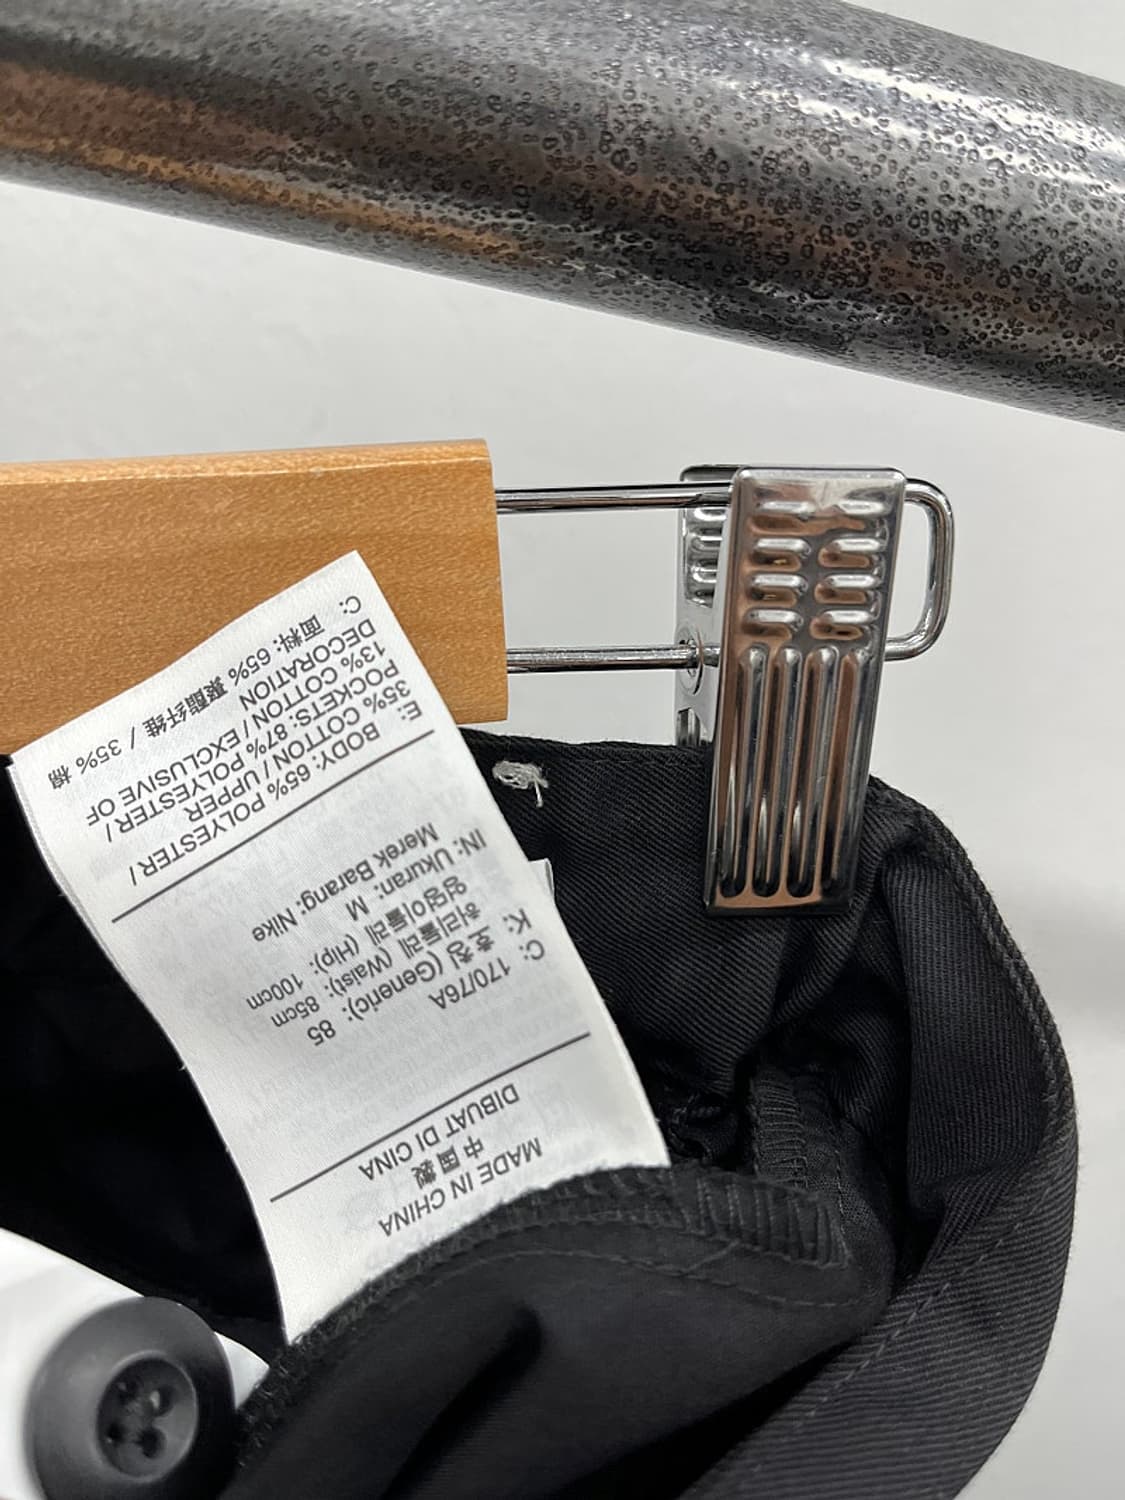 MADE IN CHINA
中國製
DIBUAT DI CINA
C: 170/76A
K: 호칭 (Generic): 85
허리둘레 (Waist): 85cm
엉덩이둘레 (Hip): 100cm
IN: Ukuran: M
Merek Barang: Nike
E: BODY: 65% POLYESTER /
35% COTTON / UPPER
POCKETS: 87% POLYESTER /
13% COTTON / EXCLUSIVE OF
DECORATION
C: 面料: 65% 聚酯纤维 / 35% 棉